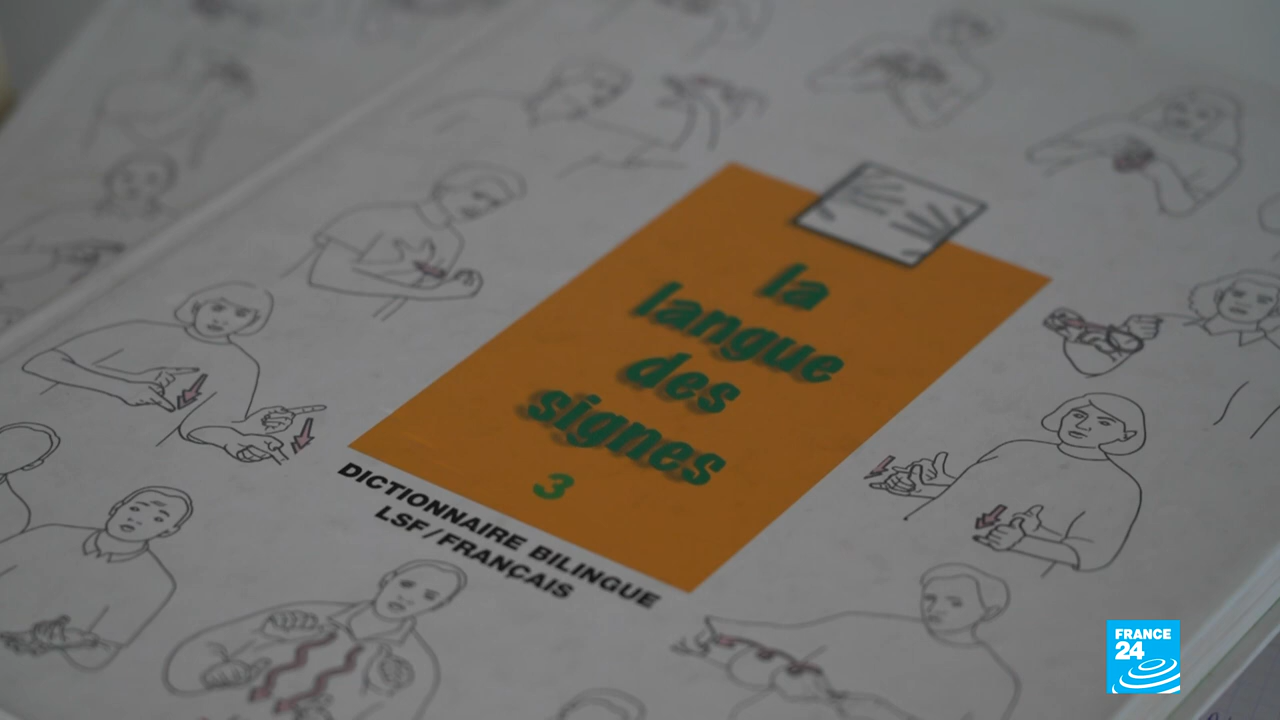 la
langue
des
signes
3
DICTIONNAIRE BILINGUE
LSF/FRANÇAIS
FRANCE
24